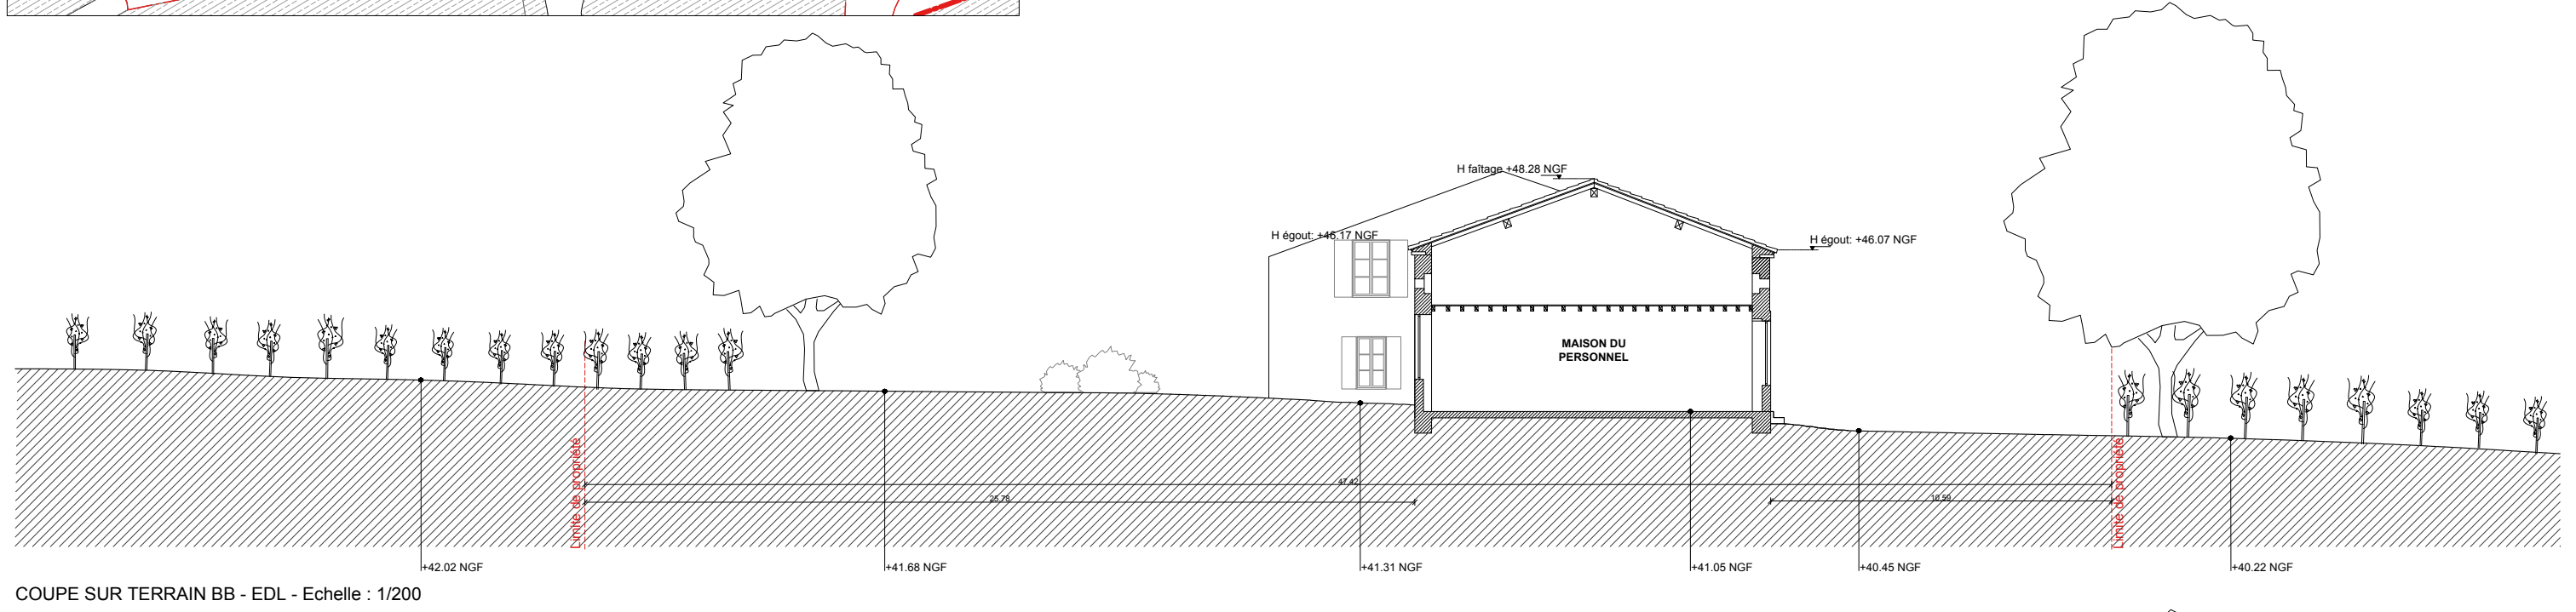 H faîtage +48.28 NGF
H égout: +46.17 NGF
H égout: +46.07 NGF
MAISON DU
PERSONNEL
Limite de propriété
Limite de propriété
47.42
25.78
10.59
+42.02 NGF
+41.68 NGF
+41.31 NGF
+41.05 NGF
+40.45 NGF
+40.22 NGF
COUPE SUR TERRAIN BB - EDL - Echelle : 1/200